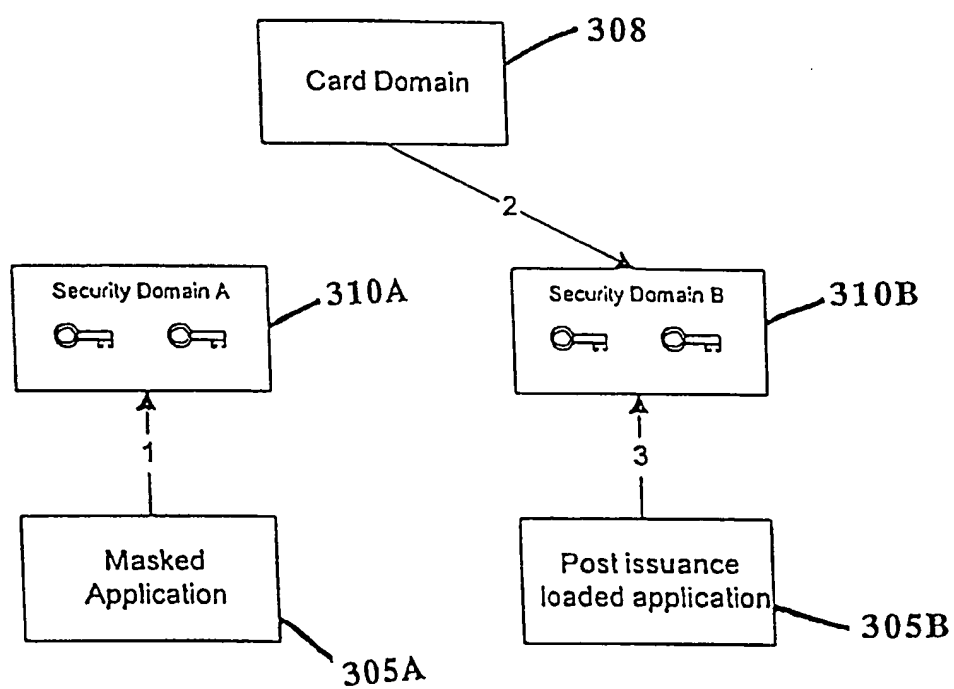 308
Card Domain
2
Security Domain A
310A
Security Domain B
310B
1
3
Masked
Application
305A
Post issuance
loaded application
305B